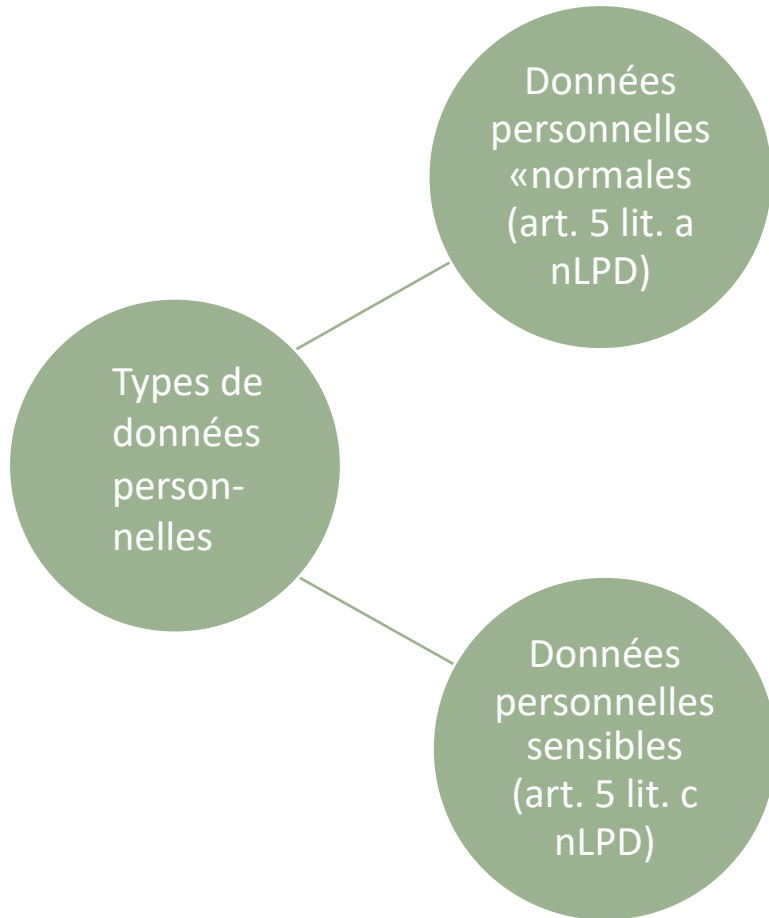 Données
personnelles
«normales
(art. 5 lit. a
nLPD)
Types de
données
person-
nelles
Données
personnelles
sensibles
(art. 5 lit. c
nLPD)